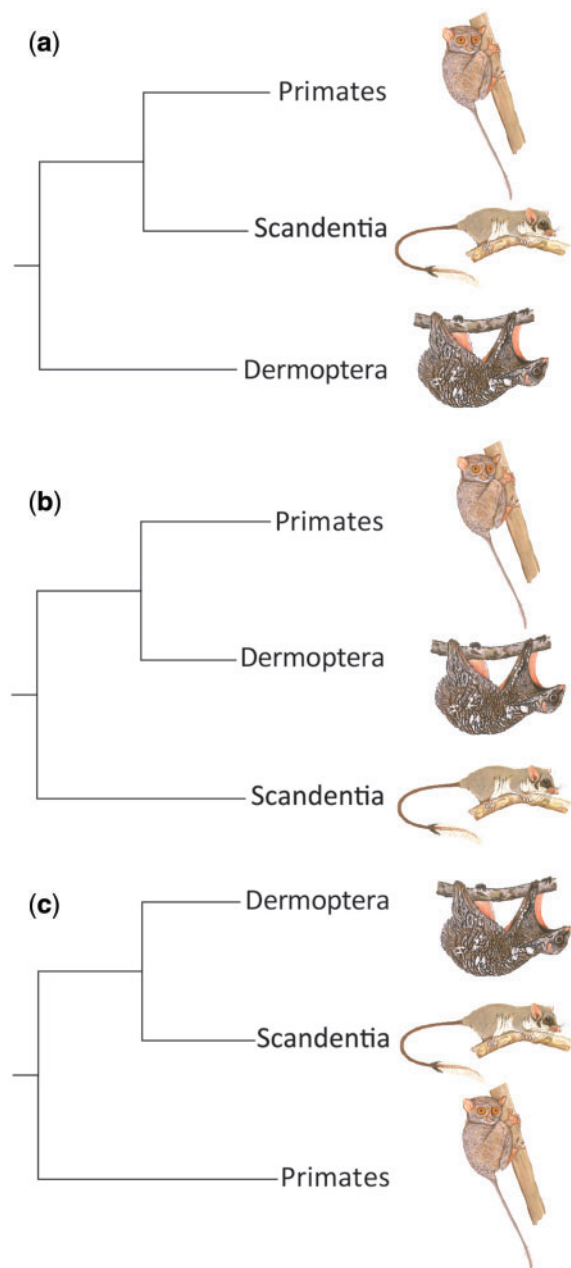 (a)
Primates
Scandentia
Dermoptera
(b)
Primates
Dermoptera
Scandentia
(c)
Dermoptera
Scandentia
Primates